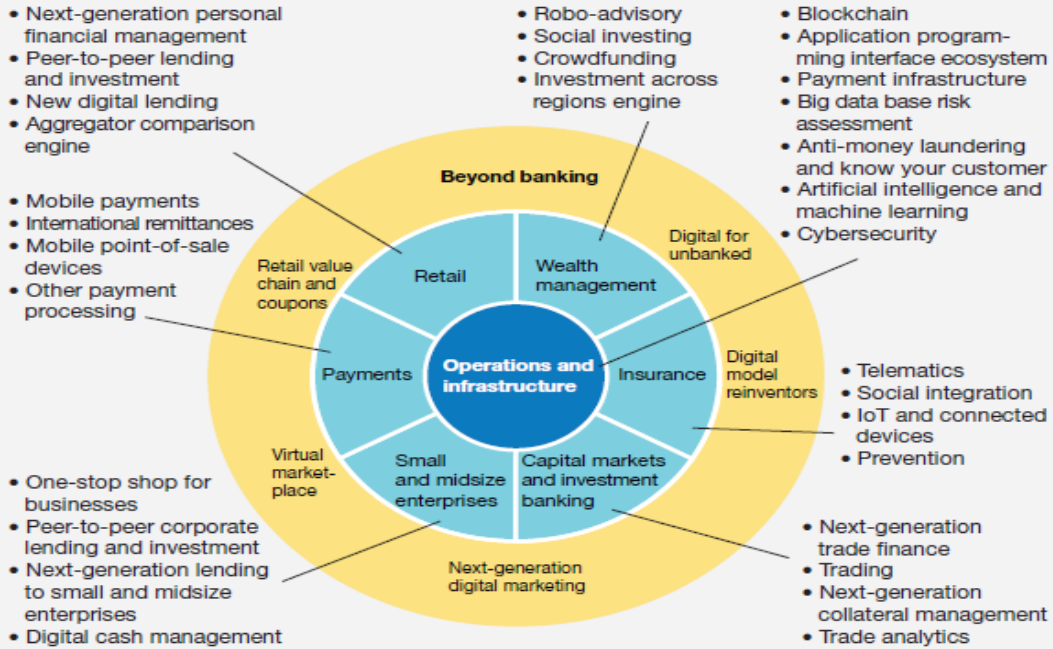 • Next-generation personal
financial management
• Peer-to-peer lending
and investment
• New digital lending
• Aggregator comparison
engine
• Robo-advisory
• Social investing
• Crowdfunding
• Investment across
regions engine
• Blockchain
• Application program-
ming interface ecosystem
• Payment infrastructure
• Big data base risk
assessment
• Anti-money laundering
and know your customer
• Artificial intelligence and
machine learning
• Cybersecurity
• Mobile payments
• International remittances
• Mobile point-of-sale
devices
• Other payment
processing
Beyond banking
Retail value
chain and
coupons
Retail
Wealth
management
Digital for
unbanked
Payments
Operations and
infrastructure
Insurance
Digital
model
reinventors
• Telematics
• Social integration
• IoT and connected
devices
• Prevention
Virtual
market-
place
Small
and midsize
enterprises
Capital markets
and investment
banking
Next-generation
digital marketing
• One-stop shop for
businesses
• Peer-to-peer corporate
lending and investment
• Next-generation lending
to small and midsize
enterprises
• Digital cash management
• Next-generation
trade finance
• Trading
• Next-generation
collateral management
• Trade analytics